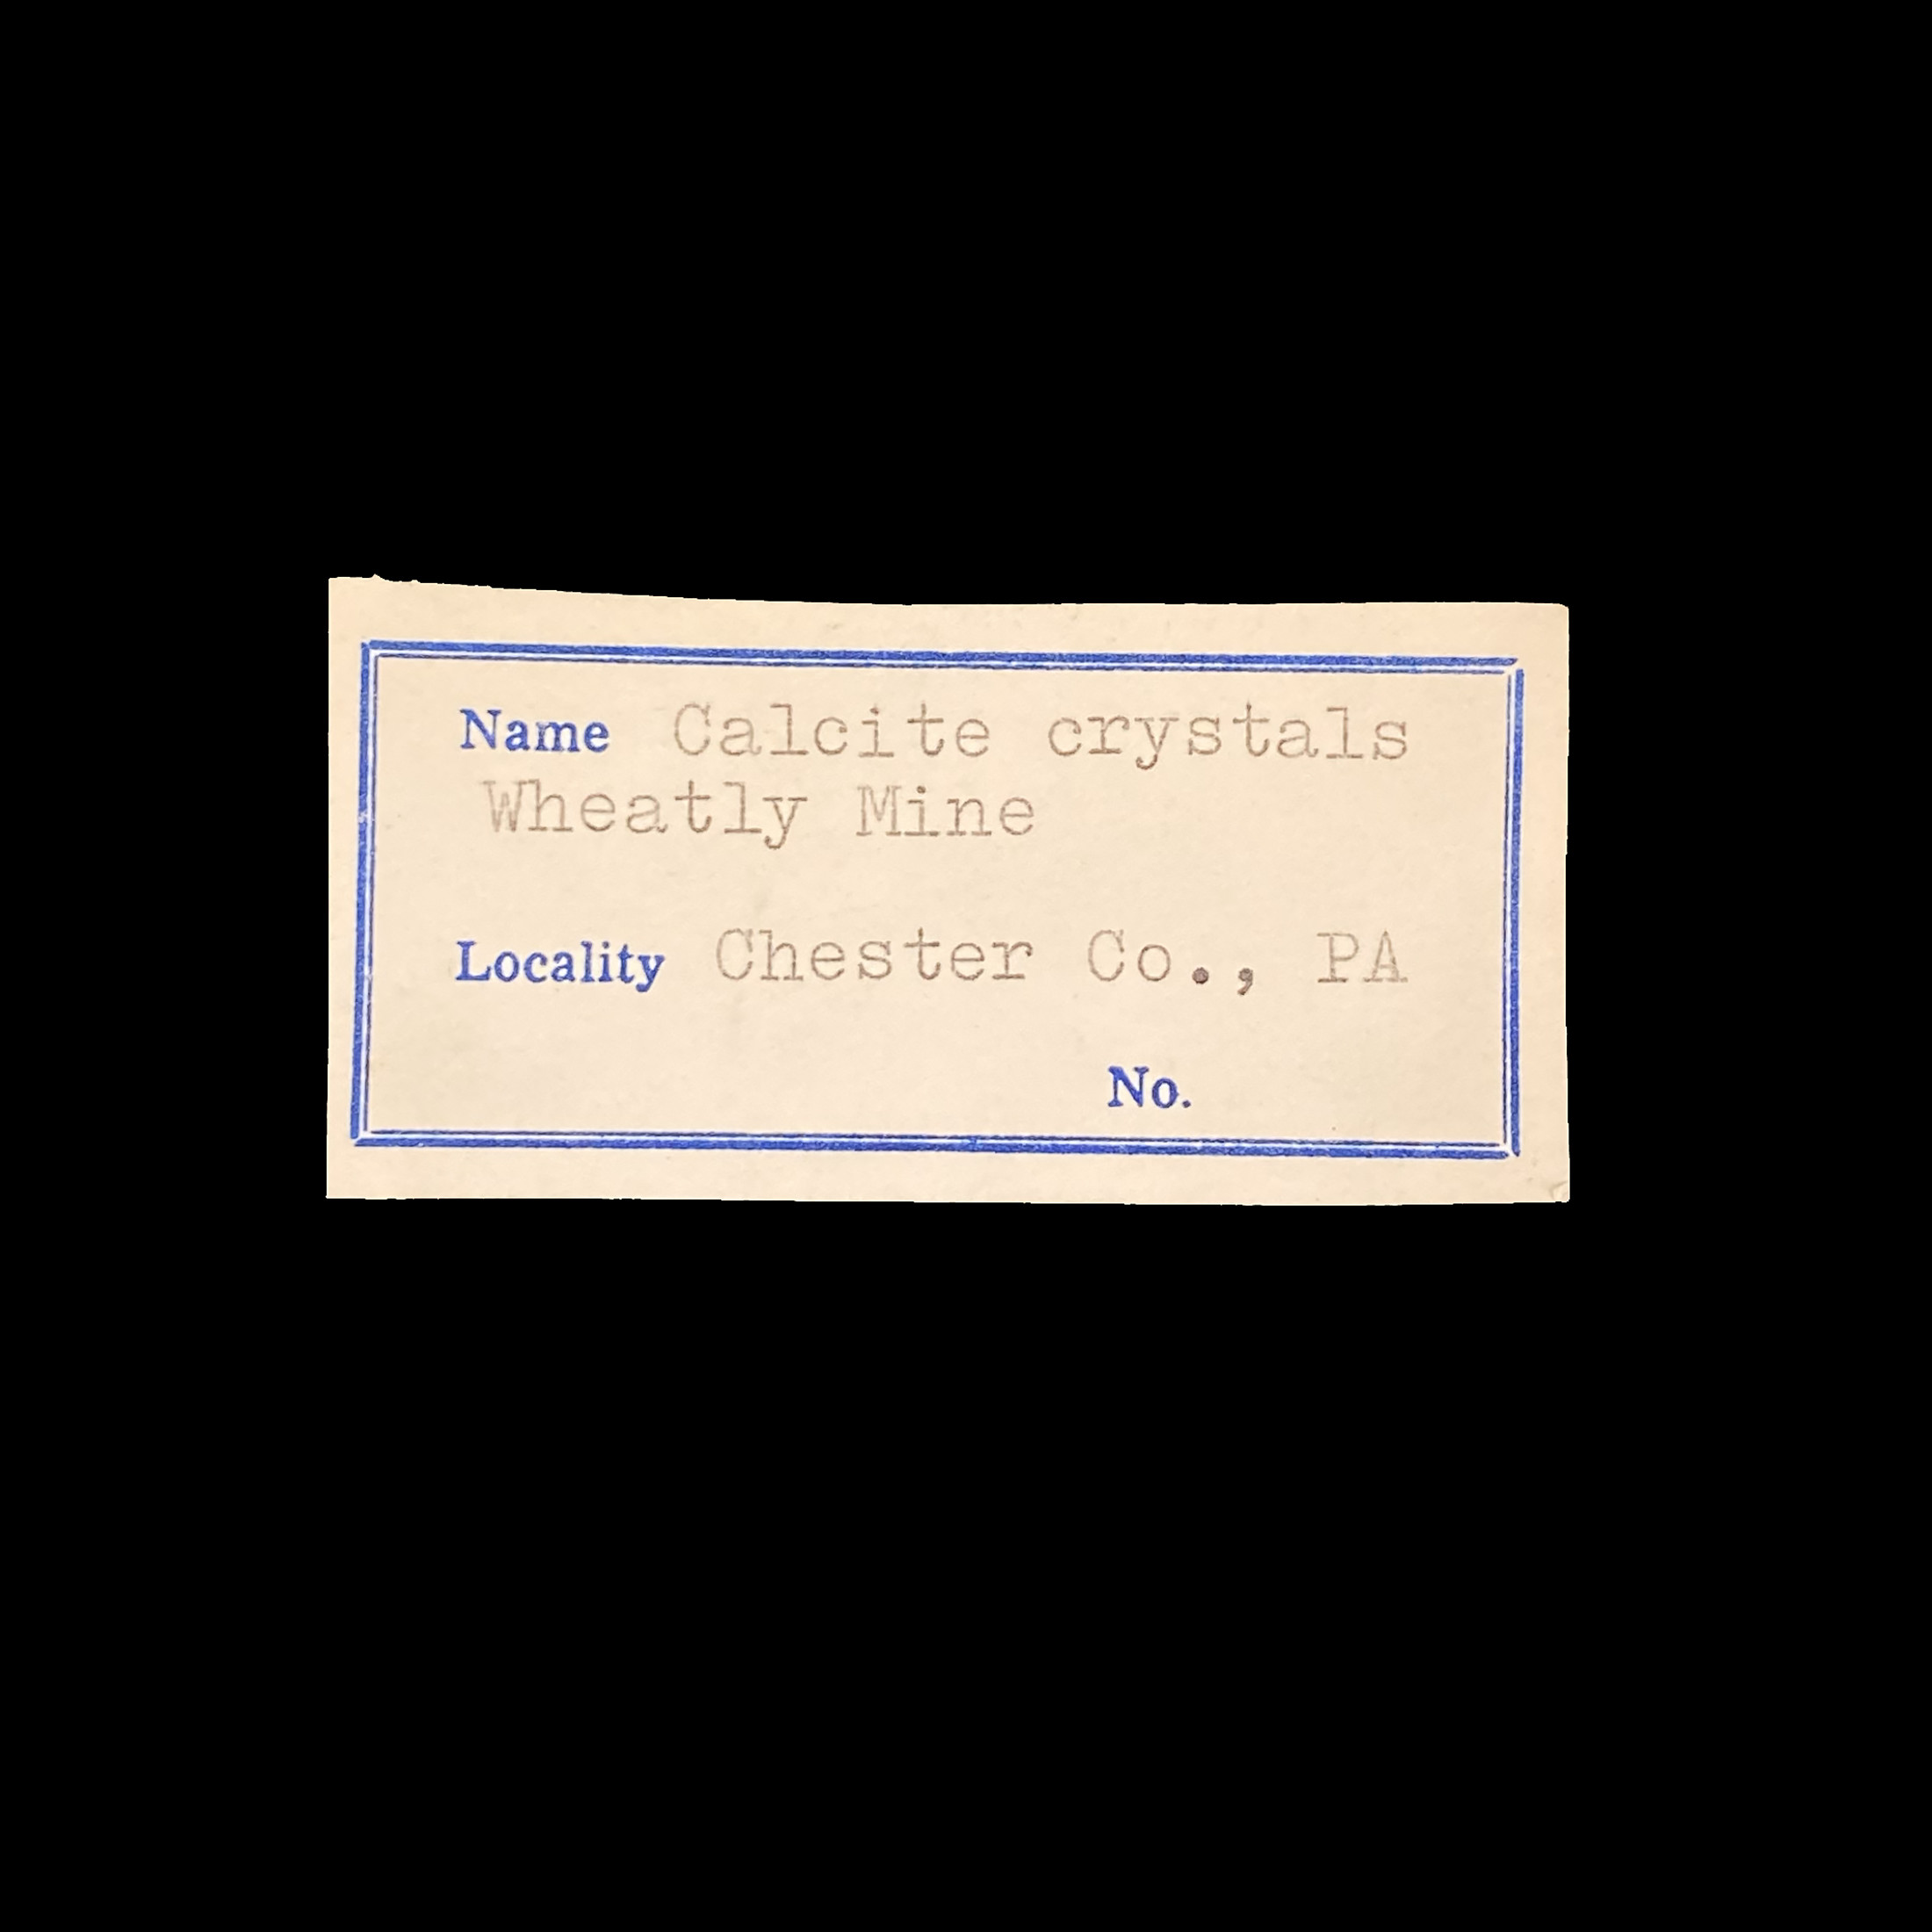 Name Calcite crystals
Wheatly Mine
Locality Chester Co., PA
No.